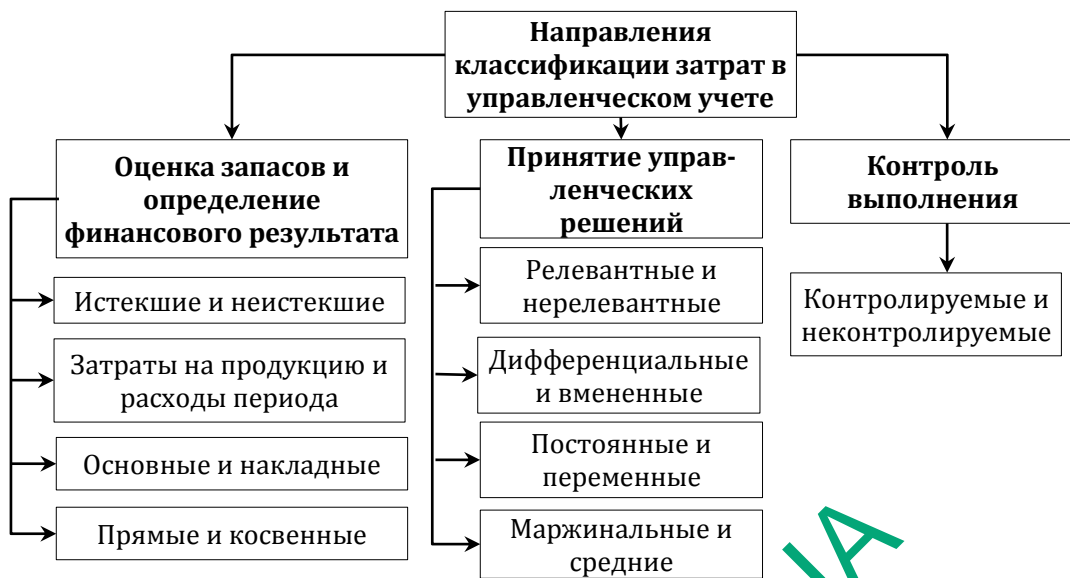 Направления
классификации затрат в
управленческом учете
Оценка запасов и
определение
финансового результата
Истекшие и неистекшие
Затраты на продукцию и
расходы периода
Основные и накладные
Прямые и косвенные
Принятие управ-
ленческих
решений
Релевантные и
нерелевантные
Дифференциальные
и вмененные
Постоянные и
переменные
Маржинальные и
средние
Контроль
выполнения
Контролируемые и
неконтролируемые